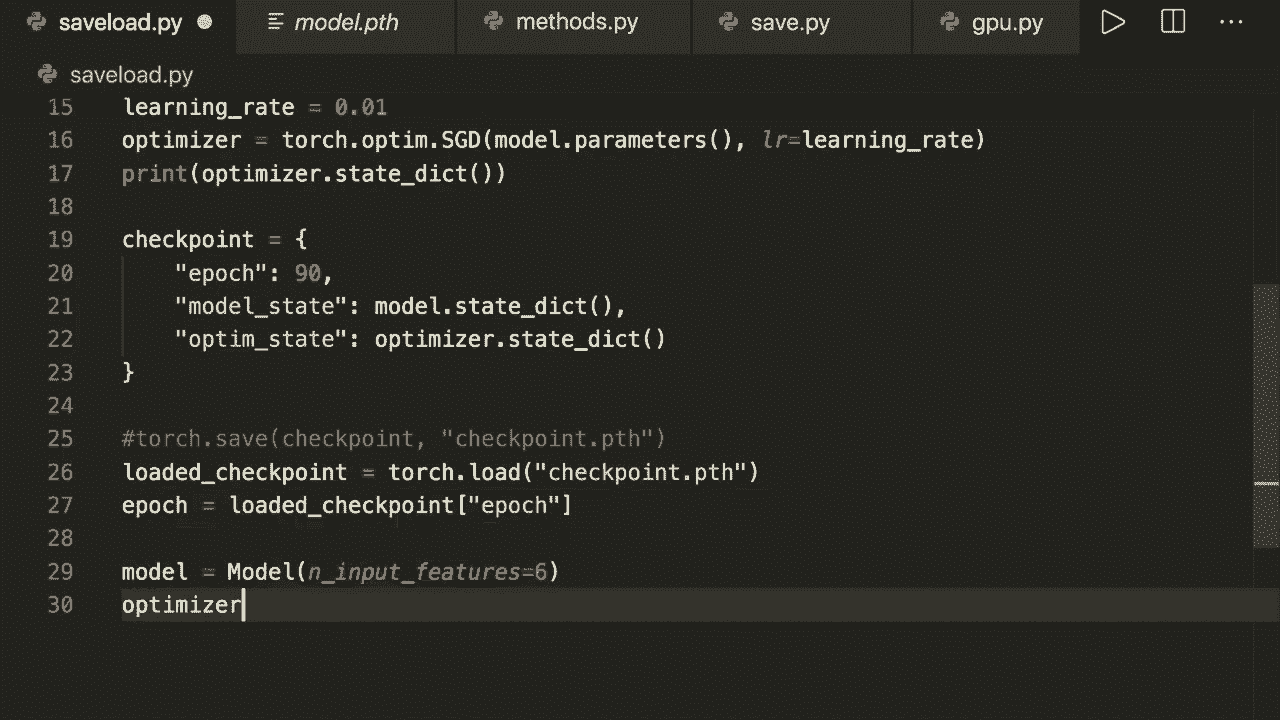 saveload.py model.pth methods.py save.py gpu.py ...
saveload.py
15 learning_rate = 0.01
16 optimizer = torch.optim.SGD(model.parameters(), lr=learning_rate)
17 print(optimizer.state_dict())
18
19 checkpoint = {
20     "epoch": 90,
21     "model_state": model.state_dict(),
22     "optim_state": optimizer.state_dict()
23 }
24
25 #torch.save(checkpoint, "checkpoint.pth")
26 loaded_checkpoint = torch.load("checkpoint.pth")
27 epoch = loaded_checkpoint["epoch"]
28
29 model = Model(n_input_features=6)
30 optimizer